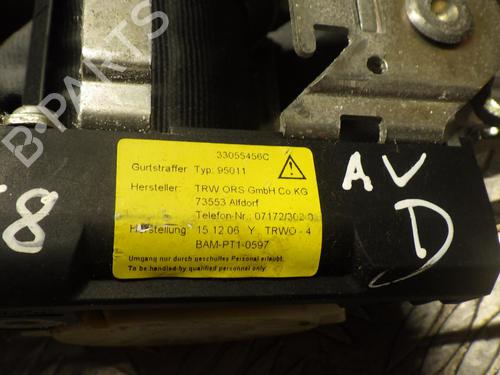 B-PARTS
33055456C
Gurtstraffer Typ: 95011
Hersteller: TRW ORS GmbH Co.KG
73553 Alfdorf
Telefon-Nr.: 07172/302-0
Herstellung 15.12.06 Y TRWO - 4
BAM-PT1-0597
Umgang nur durch geschultes Personal erlaubt.
To be handled by qualified personnel only.
AV
D
8